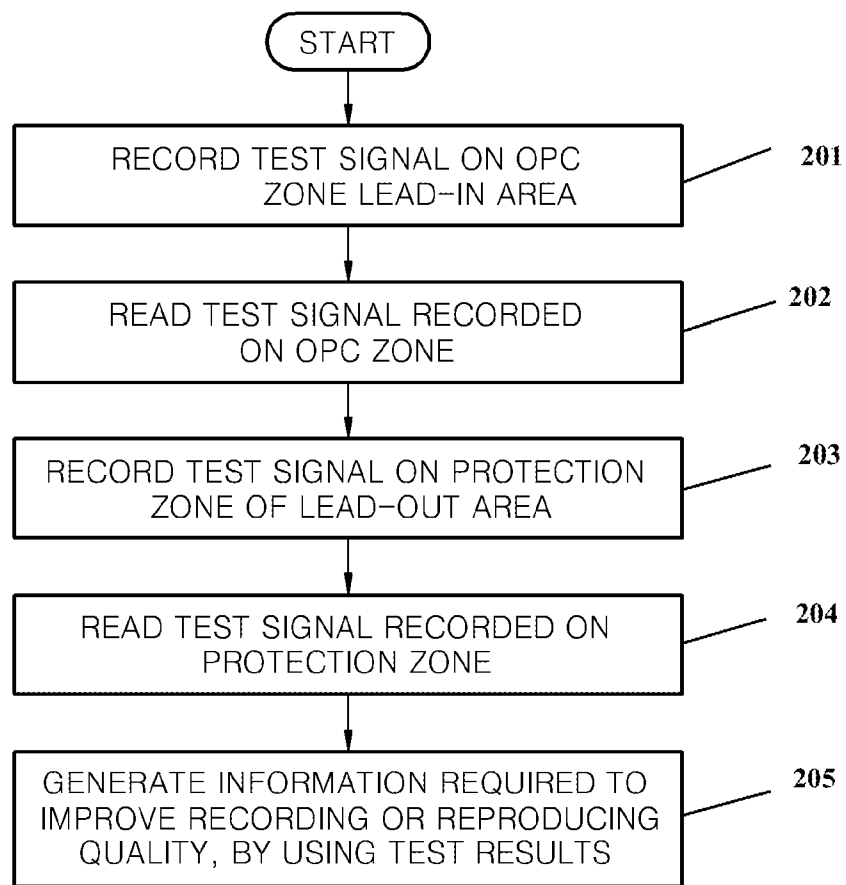 START
RECORD TEST SIGNAL ON OPC
ZONE LEAD-IN AREA
201
READ TEST SIGNAL RECORDED
ON OPC ZONE
202
RECORD TEST SIGNAL ON PROTECTION
ZONE OF LEAD-OUT AREA
203
READ TEST SIGNAL RECORDED ON
PROTECTION ZONE
204
GENERATE INFORMATION REQUIRED TO
IMPROVE RECORDING OR REPRODUCING
QUALITY, BY USING TEST RESULTS
205